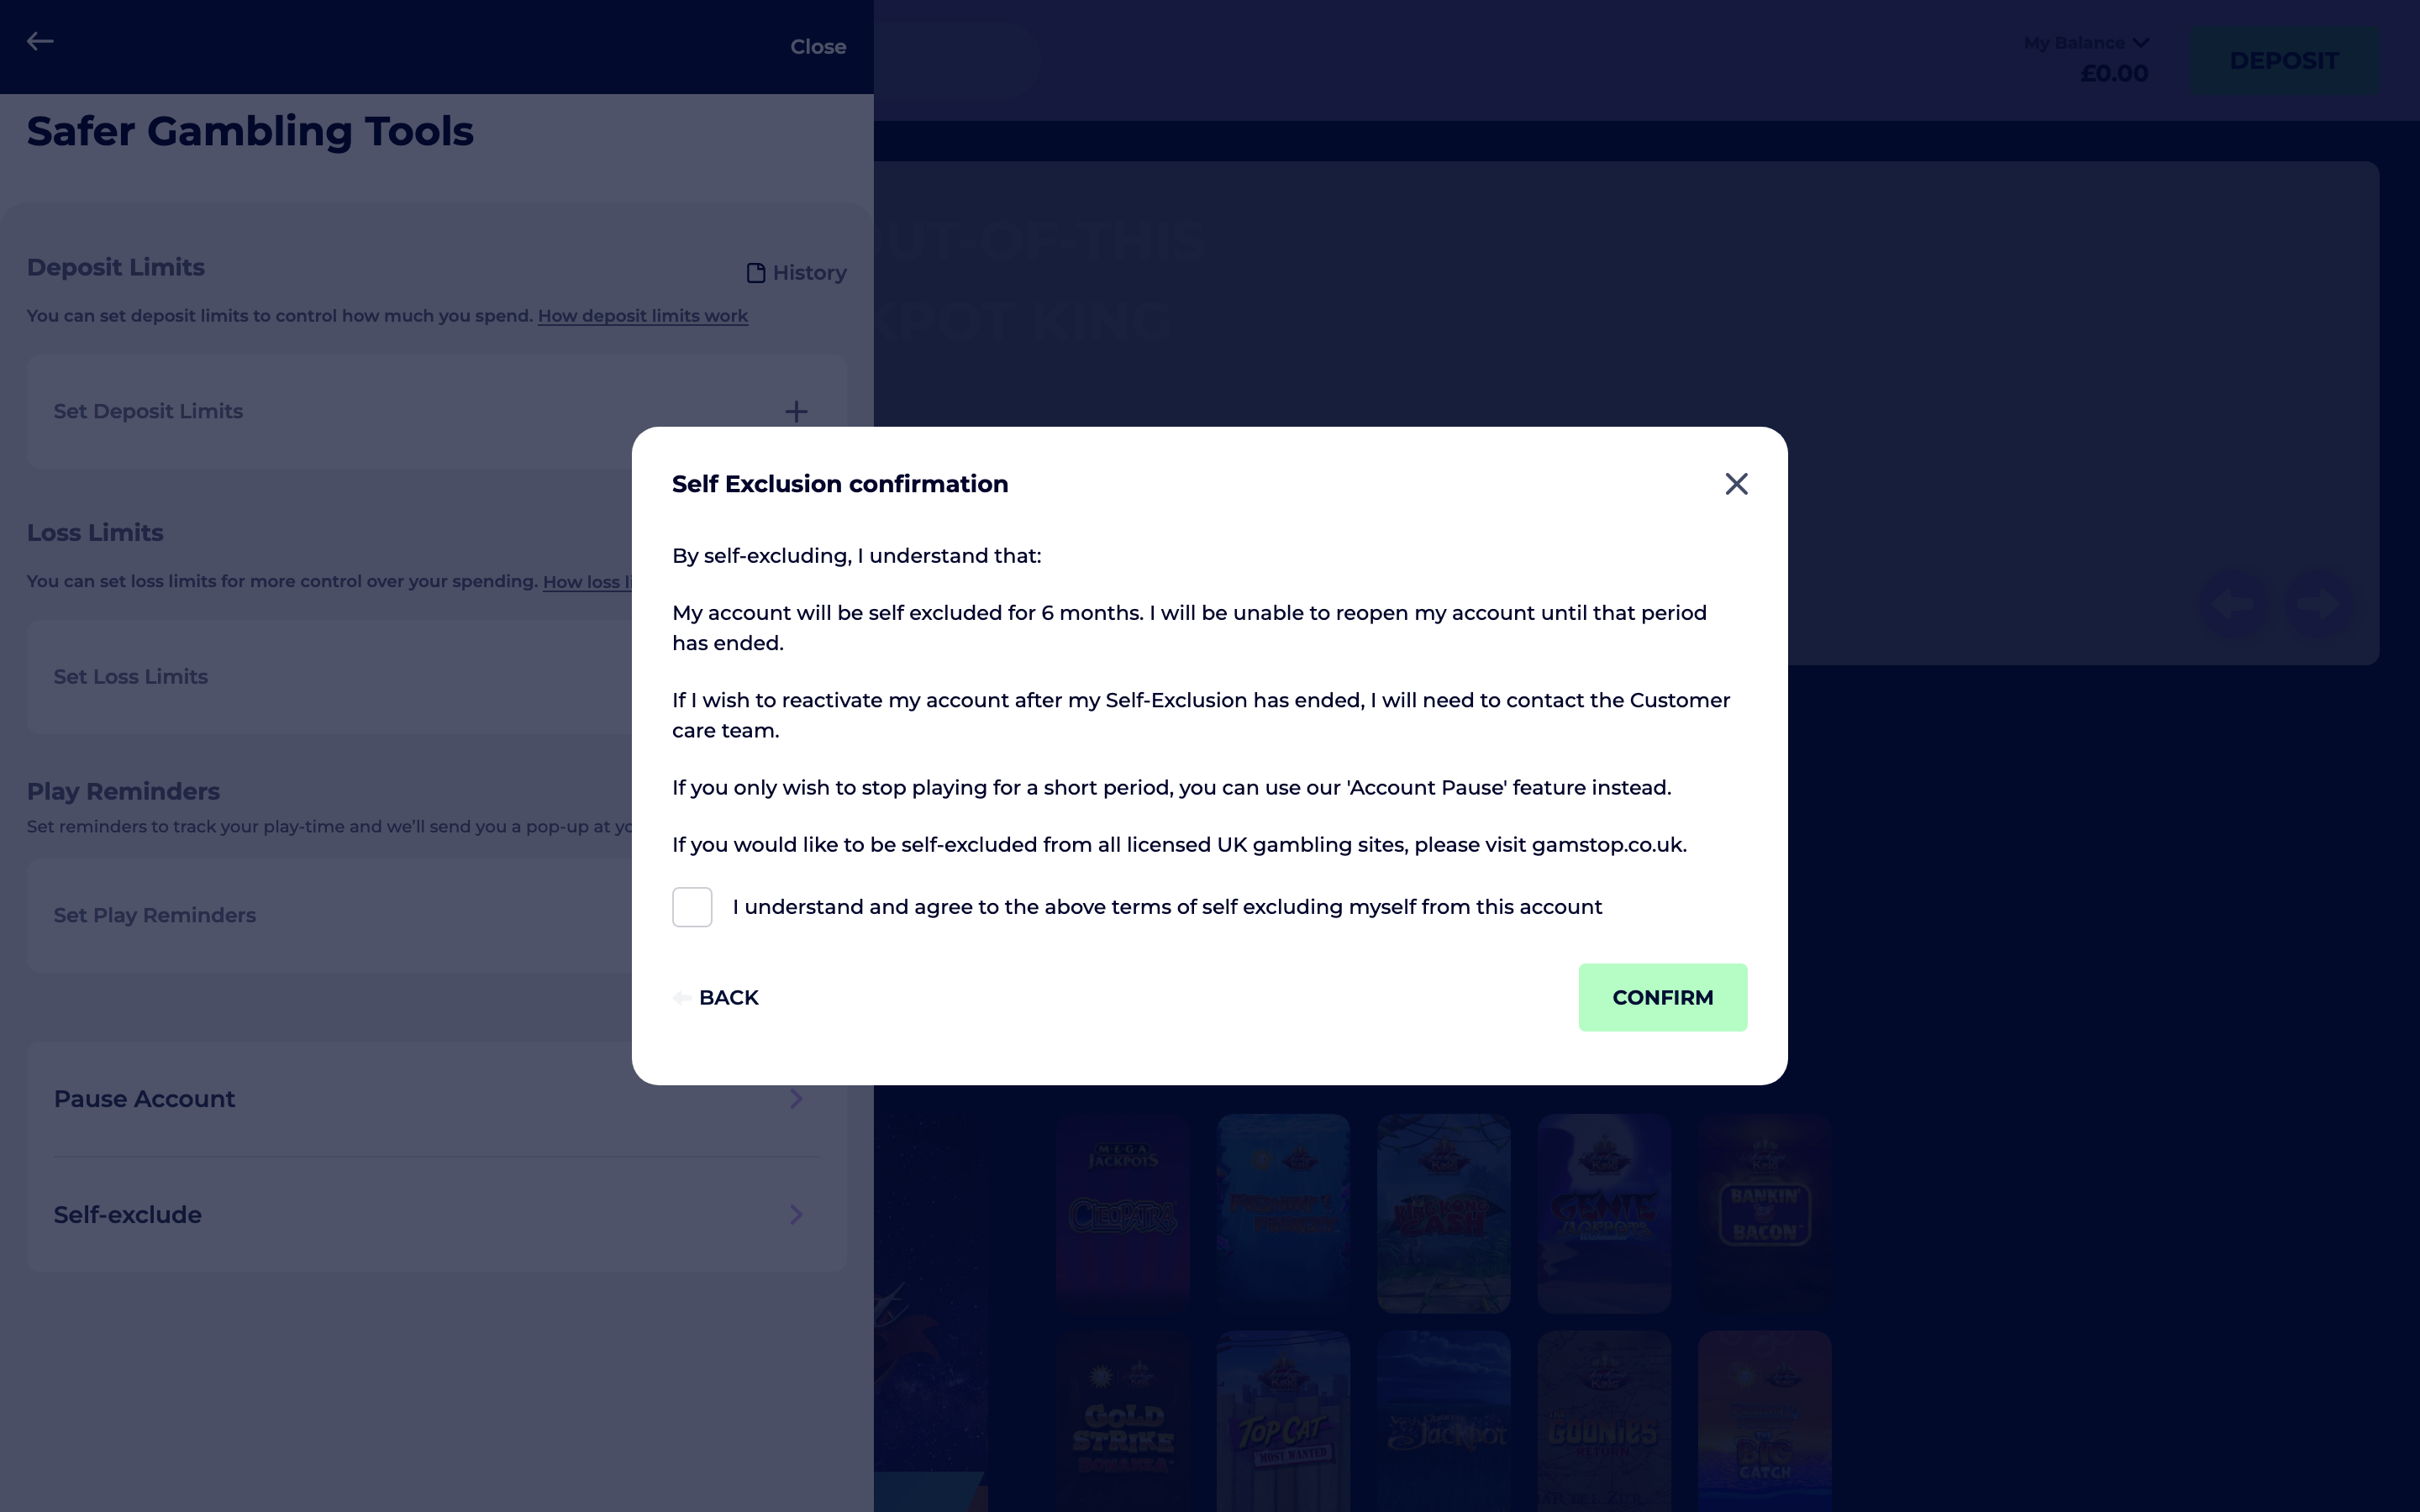 Close
Safer Gambling Tools
Deposit Limits
History
You can set deposit limits to control how much you spend. How deposit limits work
Set Deposit Limits
Loss Limits
You can set loss limits for more control over your spending. How loss
Set Loss Limits
Play Reminders
Set reminders to track your play-time and we'll send you a pop-up at
Set Play Reminders
Pause Account
Self-exclude
My Balance
£0.00
DEPOSIT
UT-OF-THIS
KPOT KING
Self Exclusion confirmation
By self-excluding, I understand that:
My account will be self excluded for 6 months. I will be unable to reopen my account until that period
has ended.
If I wish to reactivate my account after my Self-Exclusion has ended, I will need to contact the Customer
care team.
If you only wish to stop playing for a short period, you can use our 'Account Pause' feature instead.
If you would like to be self-excluded from all licensed UK gambling sites, please visit gamstop.co.uk.
I understand and agree to the above terms of self excluding myself from this account
BACK
CONFIRM
MEGA
JACKPOTS
CLEOPATRA
CASH
GENIE
JACKPOTS
BANKIN'
BACON
GOLD
STRIKE
BONANZA
TOP CAT
MOST WANTED
Jackpot
GOONIES
RETURN
BIG
CATCH